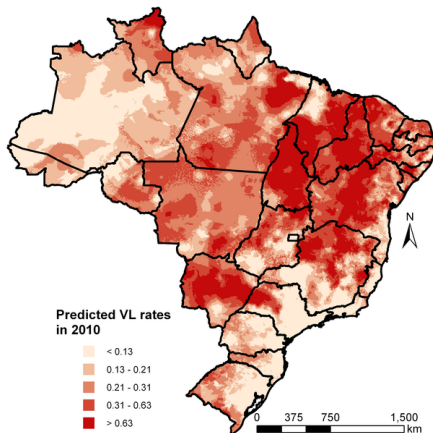 N
Predicted VL rates
in 2010
< 0.13
0.13 - 0.21
0.21 - 0.31
0.31 - 0.63
> 0.63
0 375 750 1,500
km